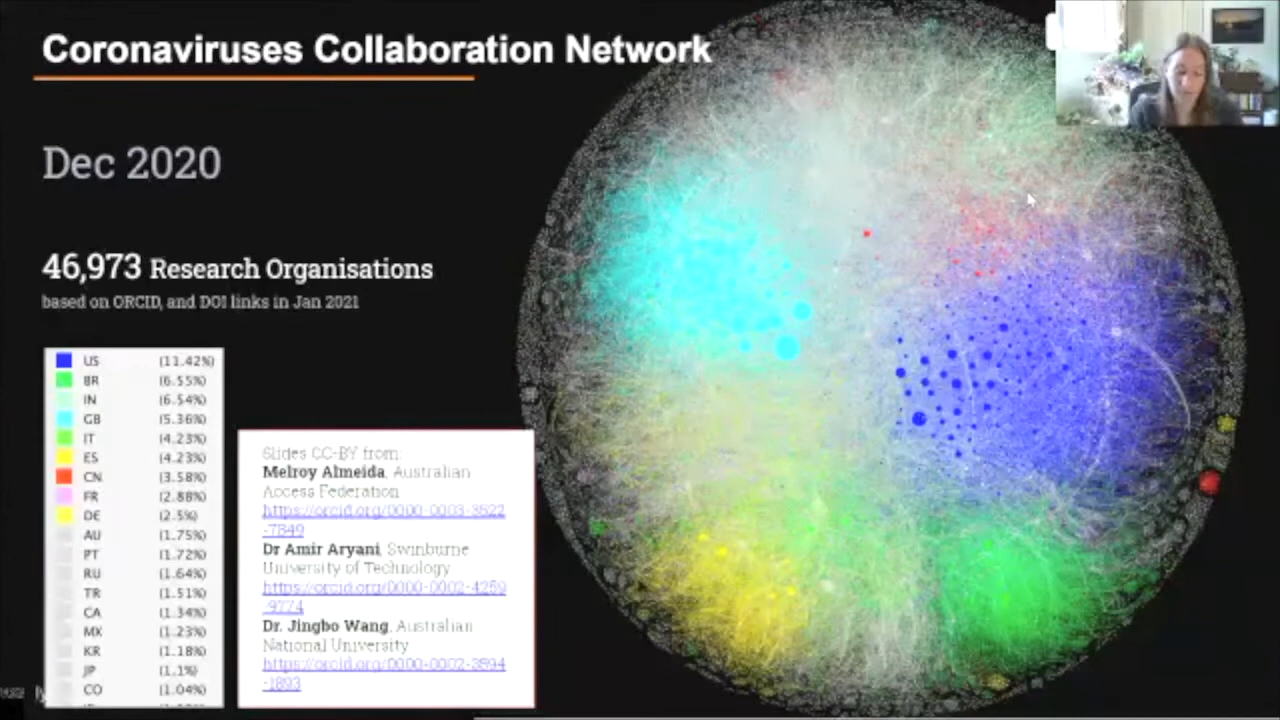 Coronaviruses Collaboration Network
Dec 2020
46,973 Research Organisations
based on ORCID, and DOI links in Jan 2021
US (11.42%)
BR (6.55%)
IN (6.54%)
GB (5.36%)
IT (4.23%)
ES (4.23%)
CN (3.58%)
FR (2.88%)
DE (2.5%)
AU (1.75%)
PT (1.72%)
RU (1.64%)
TR (1.51%)
CA (1.34%)
MX (1.23%)
KR (1.18%)
JP (1.1%)
CO (1.04%)
Slides CC-BY from:
Melroy Almeida, Australian
Access Federation
https://orcid.org/0000-0003-3522
-7849
Dr Amir Aryani, Swinburne
University of Technology
https://orcid.org/0000-0002-4259
-9774
Dr. Jingbo Wang, Australian
National University
https://orcid.org/0000-0002-3594
-1893